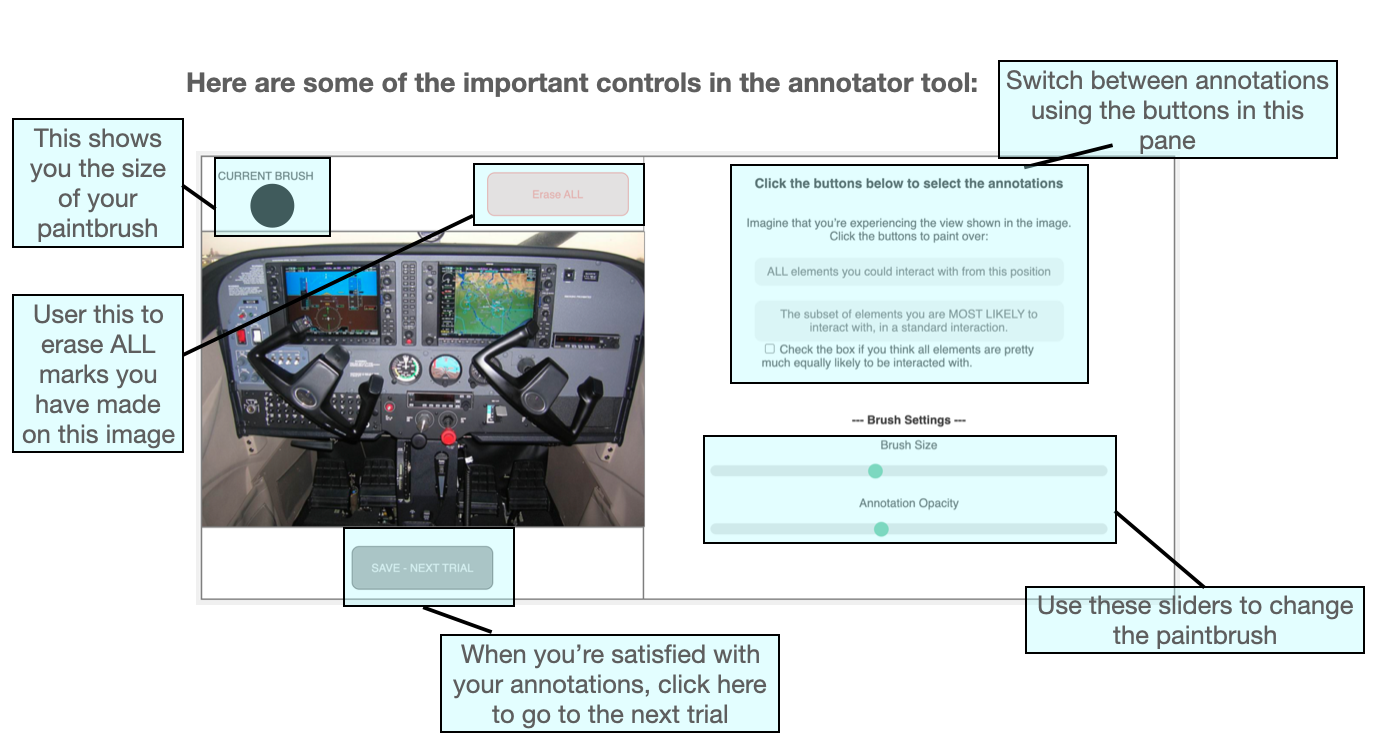 Here are some of the important controls in the annotator tool:
Switch between annotations
using the buttons in this
pane
This shows
you the size
of your
paintbrush
CURRENT BRUSH
Erase ALL
Click the buttons below to select the annotations
Imagine that you're experiencing the view shown in the image.
Click the buttons to paint over:
ALL elements you could interact with from this position
The subset of elements you are MOST LIKELY to
interact with, in a standard interaction.
Check the box if you think all elements are pretty
much equally likely to be interacted with.
User this to
erase ALL
marks you
have made
on this image
--- Brush Settings ---
Brush Size
Annotation Opacity
SAVE - NEXT TRIAL
Use these sliders to change
the paintbrush
When you're satisfied with
your annotations, click here
to go to the next trial